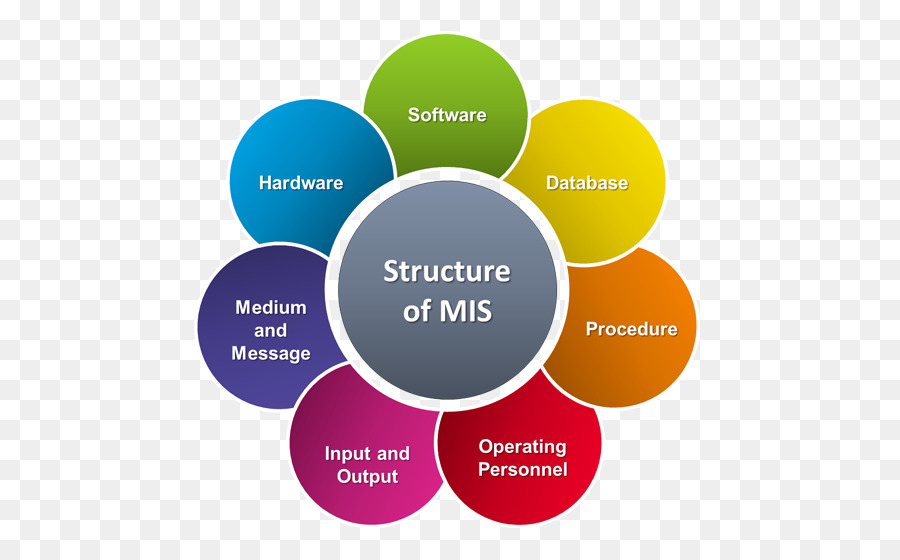 Software
Database
Procedure
Operating
Personnel
Input and
Output
Medium
and
Message
Hardware
Structure
of MIS